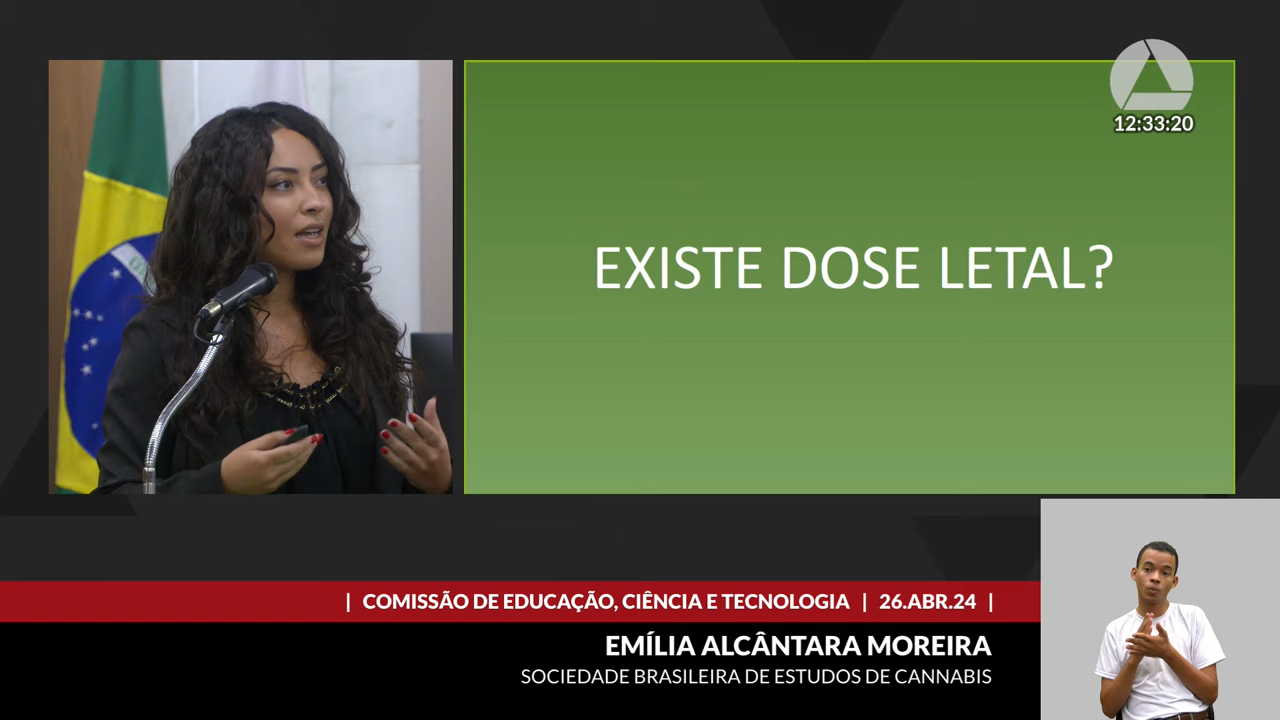 12:33:20
EXISTE DOSE LETAL?
| COMISSÃO DE EDUCAÇÃO, CIÊNCIA E TECNOLOGIA | 26.ABR.24 |
EMÍLIA ALCÂNTARA MOREIRA
SOCIEDADE BRASILEIRA DE ESTUDOS DE CANNABIS